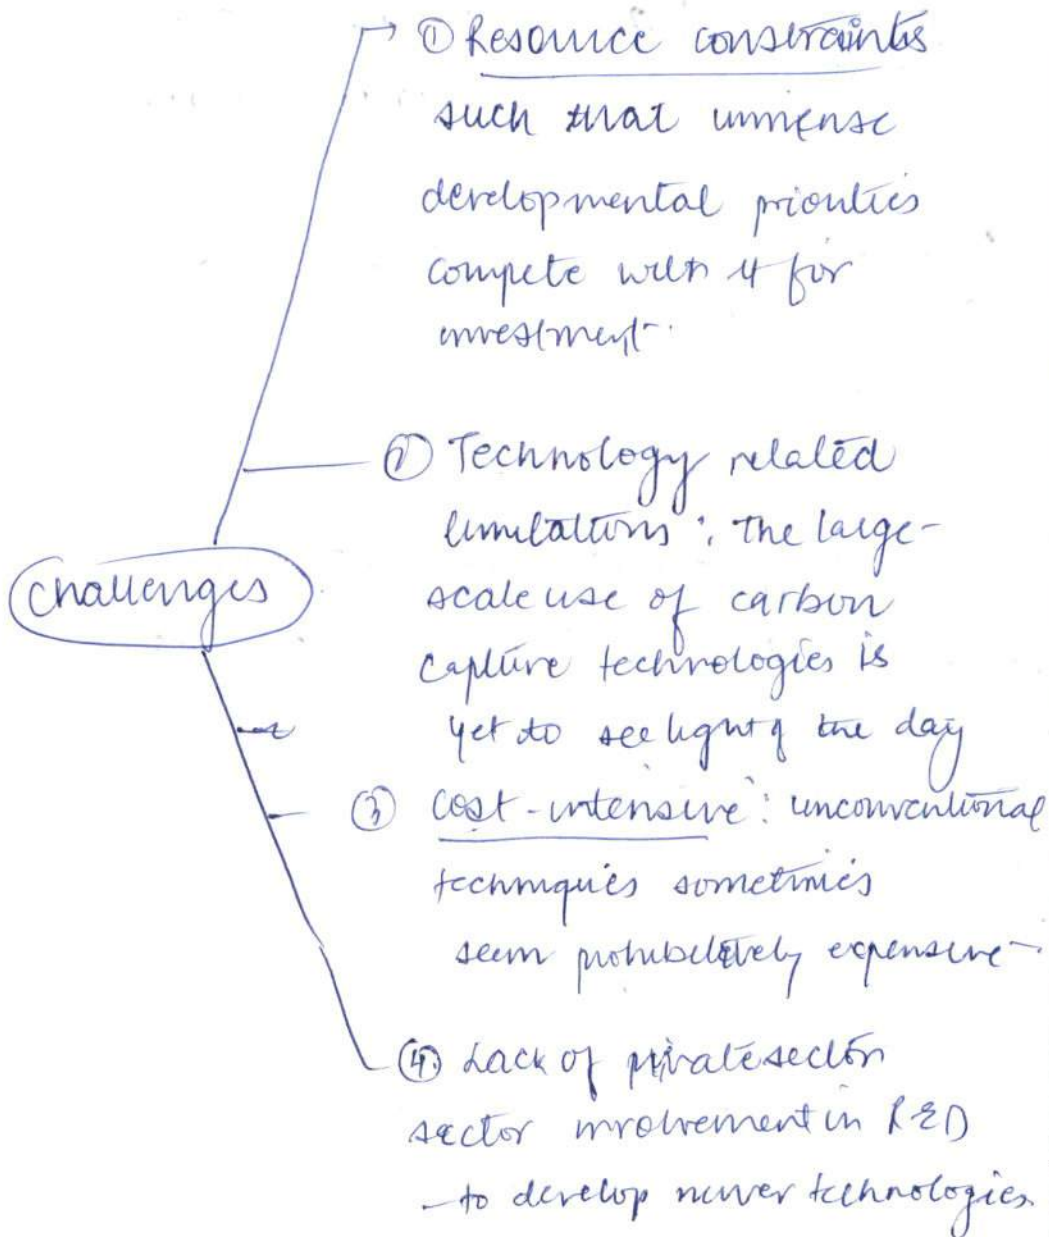 ① Resource constraints
such that immense
developmental priorities
compete with it for
investment.
② Technology related
limitations: The large-
scale use of carbon
capture technologies is
yet to see light of the day
Challenges
③ Cost-intensive: unconventional
techniques sometimes
seem prohibitively expensive
④ Lack of private sector
sector involvement in R&D
to develop newer technologies.